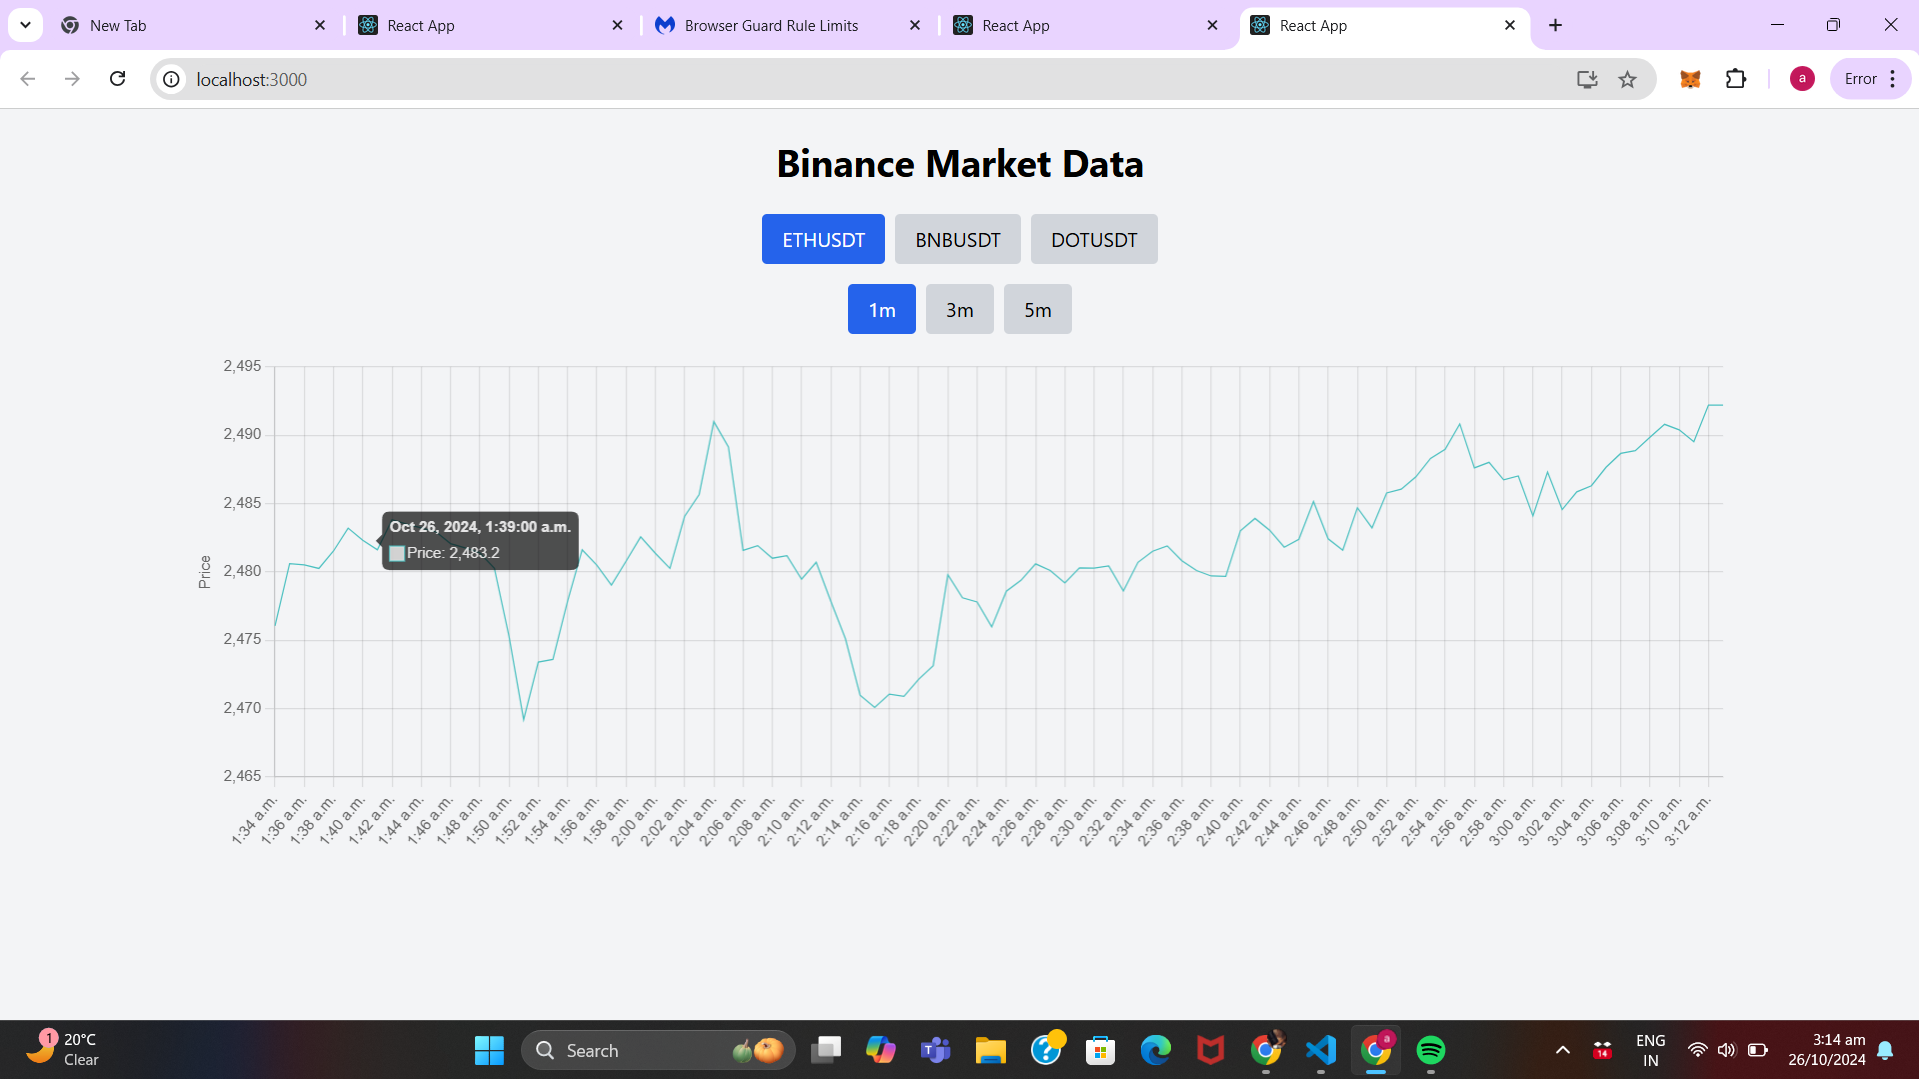 New Tab
React App
Browser Guard Rule Limits
React App
React App
localhost:3000
a
Error
Binance Market Data
ETHUSDT BNBUSDT DOTUSDT
1m 3m 5m
2,495
2,490
2,485
2,480
2,475
2,470
2,465
Price
Oct 26, 2024, 1:39:00 a.m.
Price: 2,483.2
1:34 a.m.
1:36 a.m.
1:38 a.m.
1:40 a.m.
1:42 a.m.
1:44 a.m.
1:46 a.m.
1:48 a.m.
1:50 a.m.
1:52 a.m.
1:54 a.m.
1:56 a.m.
1:58 a.m.
2:00 a.m.
2:02 a.m.
2:04 a.m.
2:06 a.m.
2:08 a.m.
2:10 a.m.
2:12 a.m.
2:14 a.m.
2:16 a.m.
2:18 a.m.
2:20 a.m.
2:22 a.m.
2:24 a.m.
2:26 a.m.
2:28 a.m.
2:30 a.m.
2:32 a.m.
2:34 a.m.
2:36 a.m.
2:38 a.m.
2:40 a.m.
2:42 a.m.
2:44 a.m.
2:46 a.m.
2:48 a.m.
2:50 a.m.
2:52 a.m.
2:54 a.m.
2:56 a.m.
2:58 a.m.
3:00 a.m.
3:02 a.m.
3:04 a.m.
3:06 a.m.
3:08 a.m.
3:10 a.m.
3:12 a.m.
1
20°C
Clear
Search
T
a
14
ENG
IN
3:14 am
26/10/2024